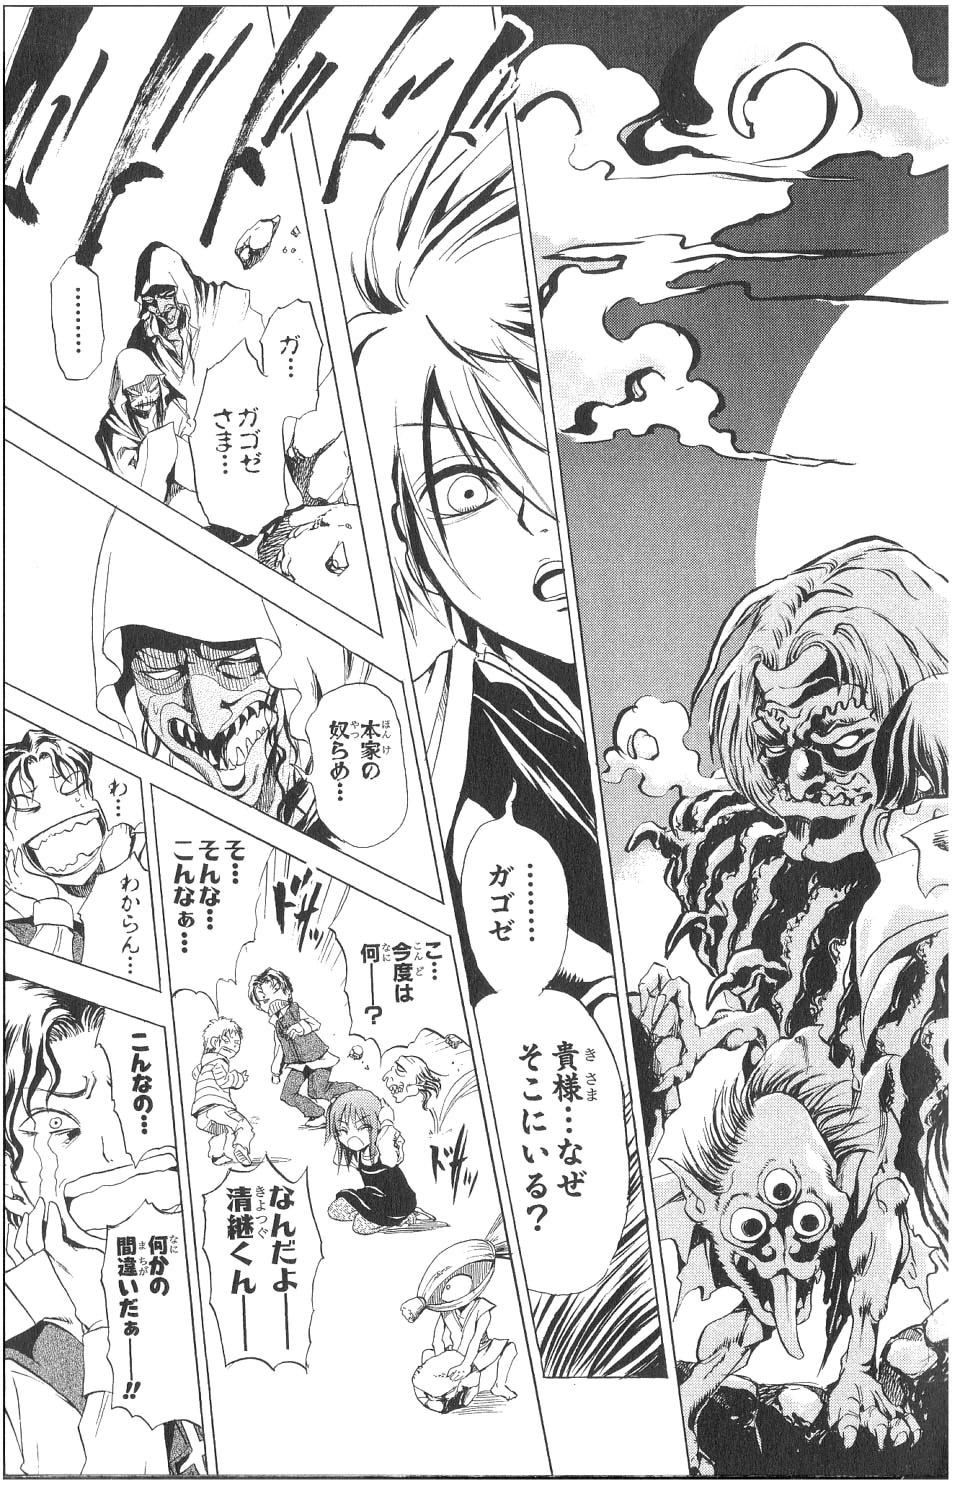 ………
ガゴゼ
貴様…なぜ
そこにいる？
ドドドドド
ガ…
ガゴゼ
さま…
………
本家の
奴らめ…
こ…
今度は
何―？
ドサ
ドサ
そ…
そんな…
こんなぁ…
なんだよ――
清継くん――
わ…
わからん…
こんなの…
何かの
間違いだぁ――!!